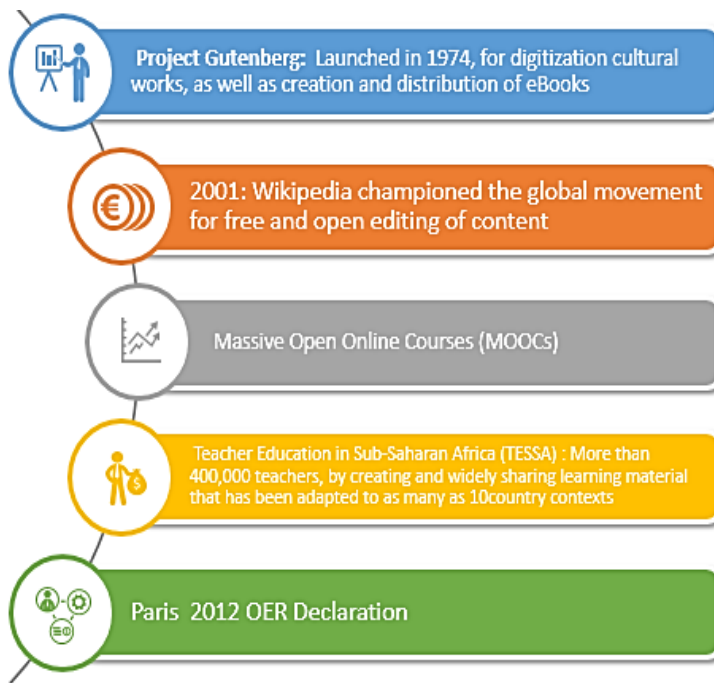 Project Gutenberg: Launched in 1974, for digitization cultural
works, as well as creation and distribution of eBooks
2001: Wikipedia championed the global movement
for free and open editing of content
Massive Open Online Courses (MOOCs)
Teacher Education in Sub-Saharan Africa (TESSA) : More than
400,000 teachers, by creating and widely sharing learning material
that has been adapted to as many as 10country contexts
Paris 2012 OER Declaration